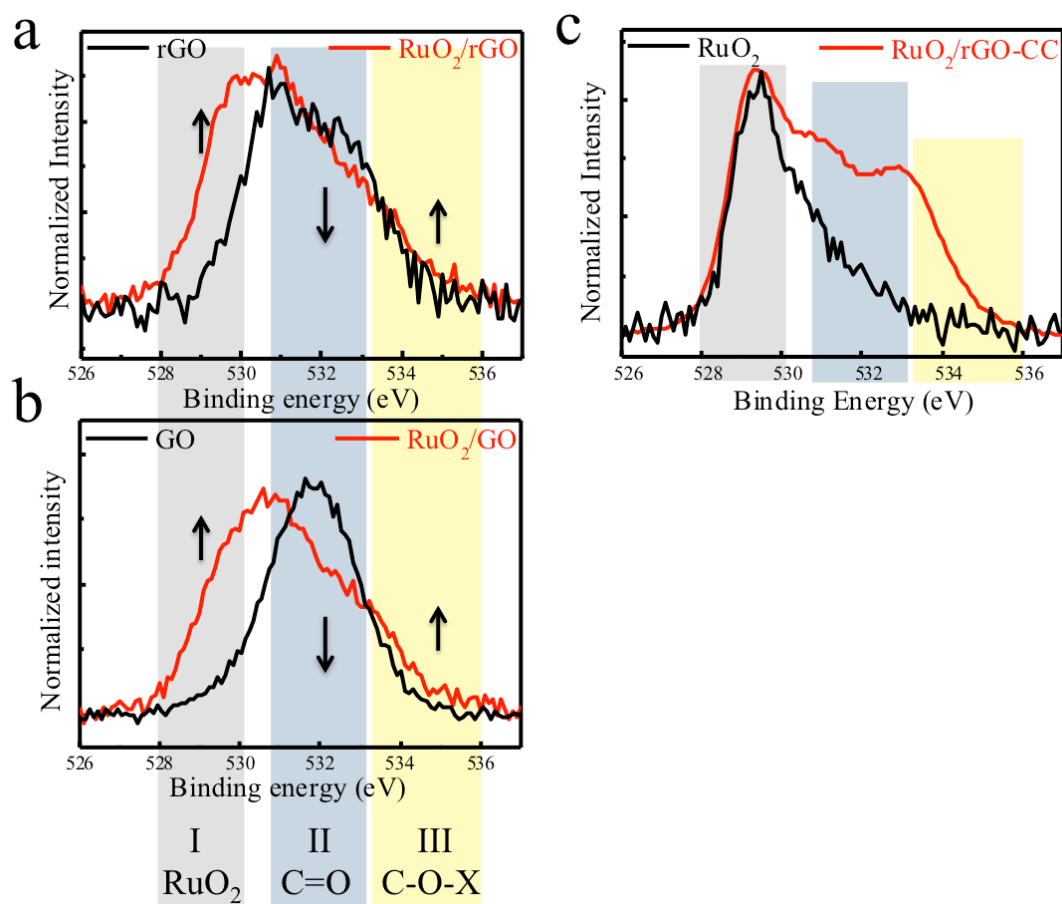 a
rGO
RuO2/rGO
Normalized Intensity
526 528 530 532 534 536
Binding energy (eV)
b
GO
RuO2/GO
Normalized intensity
526 528 530 532 534 536
Binding energy (eV)
I II III
RuO2 C=O C-O-X
c
RuO2
RuO2/rGO-CC
Normalized Intensity
526 528 530 532 534 536
Binding Energy (eV)